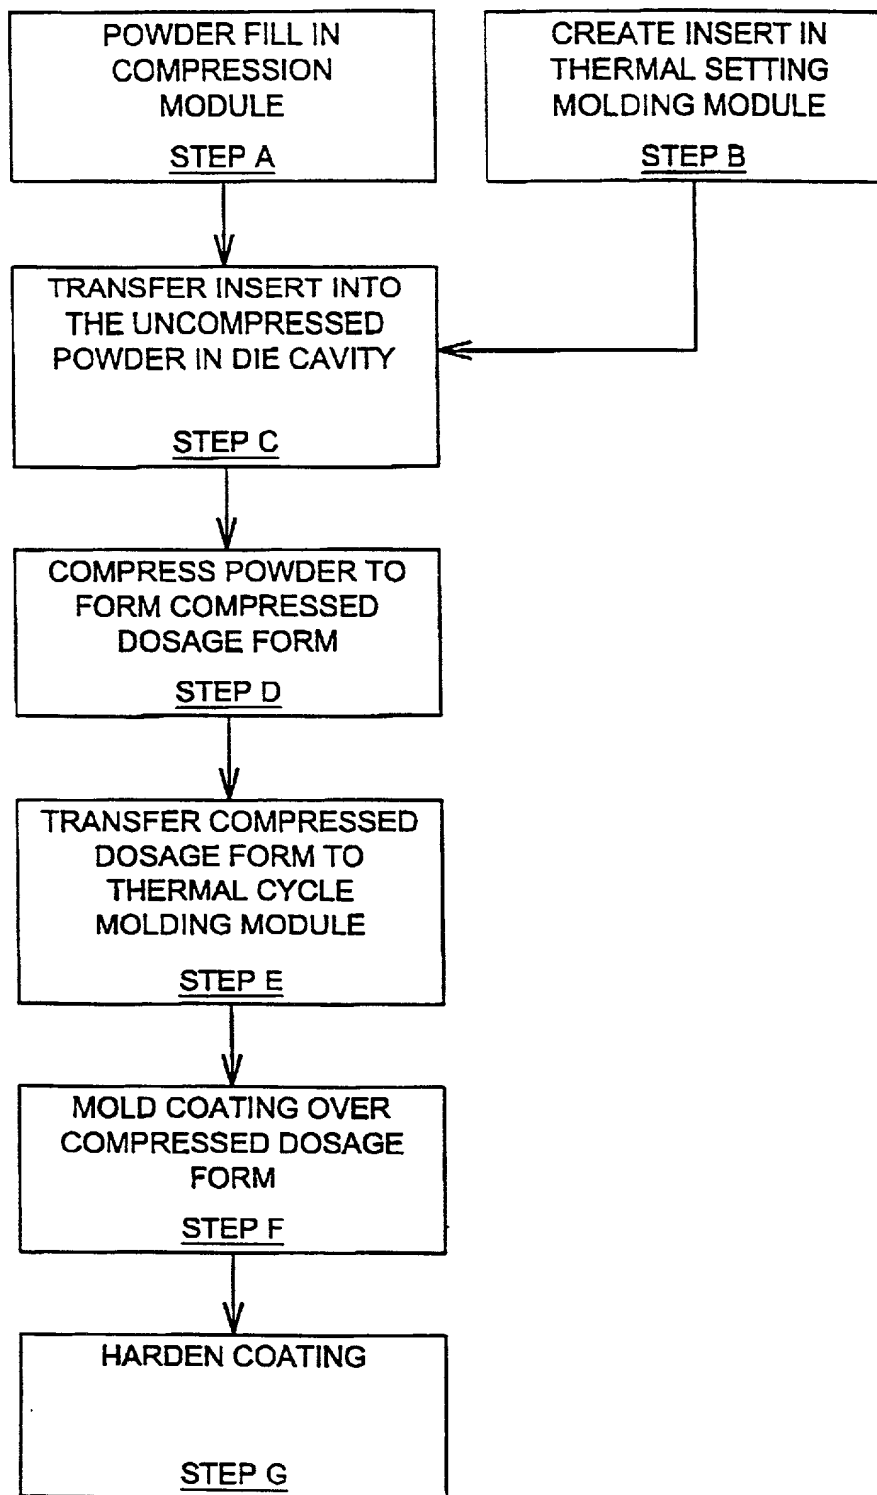 POWDER FILL IN
COMPRESSION
MODULE
STEP A
CREATE INSERT IN
THERMAL SETTING
MOLDING MODULE
STEP B
TRANSFER INSERT INTO
THE UNCOMPRESSED
POWDER IN DIE CAVITY
STEP C
COMPRESS POWDER TO
FORM COMPRESSED
DOSAGE FORM
STEP D
TRANSFER COMPRESSED
DOSAGE FORM TO
THERMAL CYCLE
MOLDING MODULE
STEP E
MOLD COATING OVER
COMPRESSED DOSAGE
FORM
STEP F
HARDEN COATING
STEP G